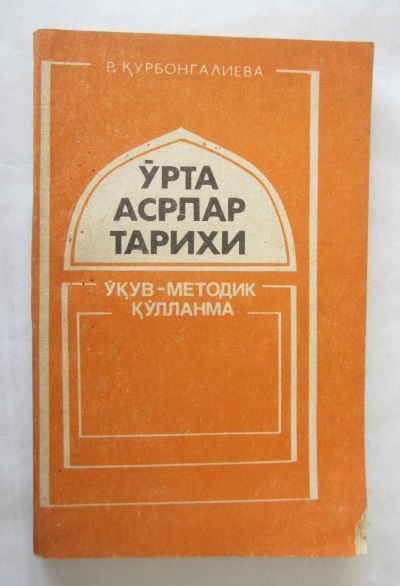 Р. ҚУРБОНГАЛИЕВА
ЎРТА
АСРЛАР
ТАРИХИ
ЎҚУВ-МЕТОДИК
ҚЎЛЛАНМА